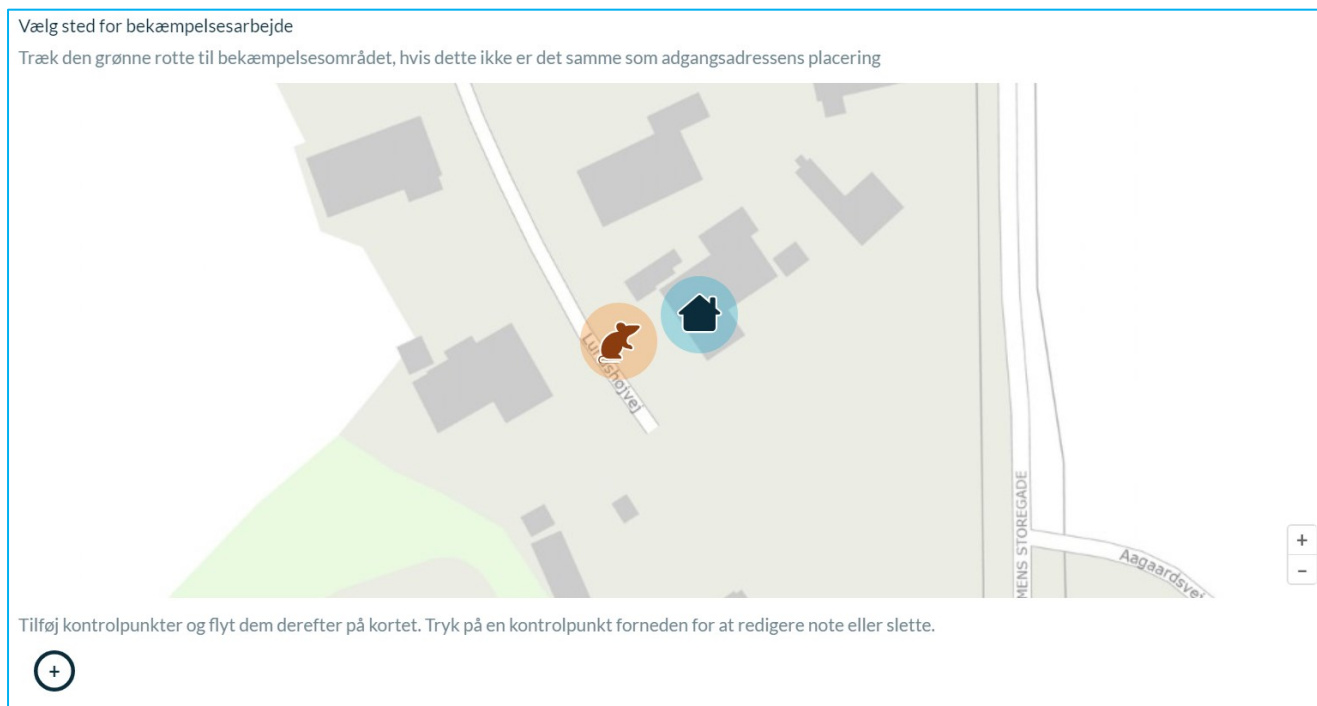 Vælg sted for bekæmpelsesarbejde
Træk den grønne rotte til bekæmpelsesområdet, hvis dette ikke er det samme som adgangsadressens placering
MENS STOREGADE
+
-
Tilføj kontrolpunkter og flyt dem derefter på kortet. Tryk på en kontrolpunkt forneden for at redigere note eller slette.
+